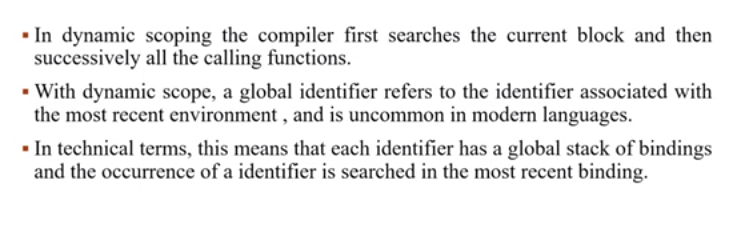 ▪ In dynamic scoping the compiler first searches the current block and then
successively all the calling functions.
▪ With dynamic scope, a global identifier refers to the identifier associated with
the most recent environment , and is uncommon in modern languages.
▪ In technical terms, this means that each identifier has a global stack of bindings
and the occurrence of a identifier is searched in the most recent binding.